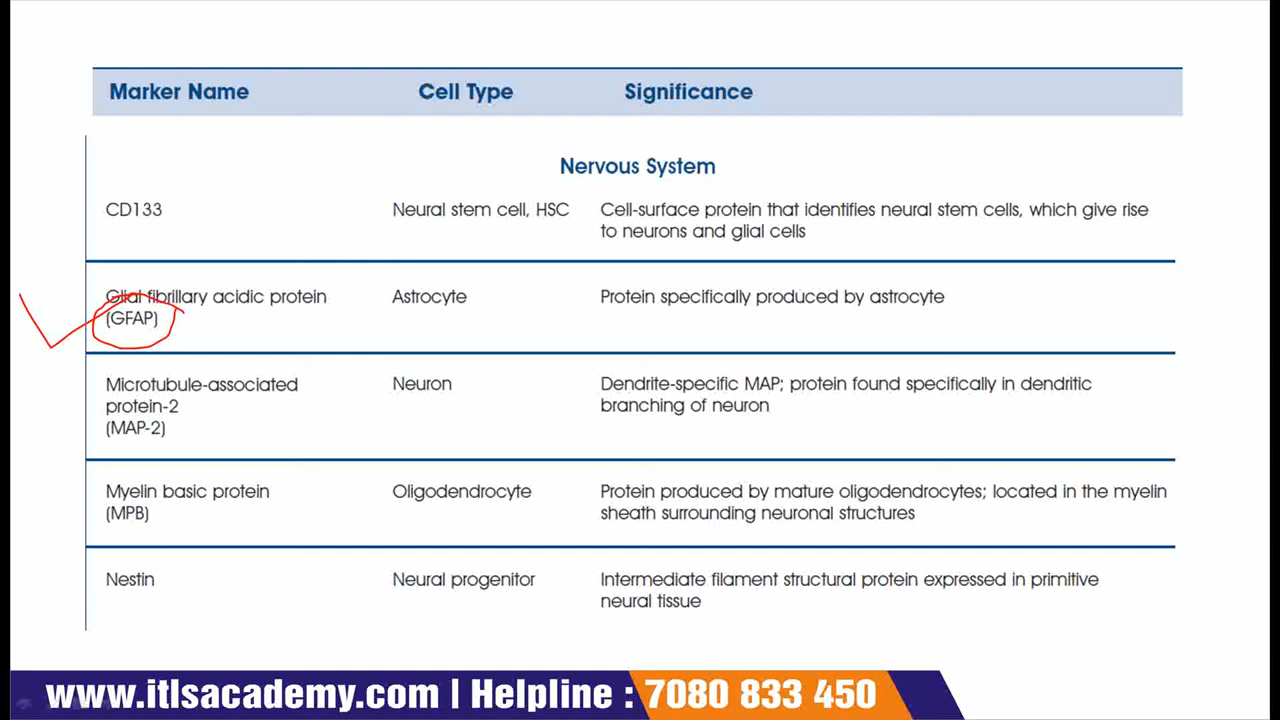 Marker Name Cell Type Significance
Nervous System
CD133 Neural stem cell, HSC Cell-surface protein that identifies neural stem cells, which give rise
to neurons and glial cells
Glial fibrillary acidic protein Astrocyte Protein specifically produced by astrocyte
(GFAP)
Microtubule-associated Neuron Dendrite-specific MAP; protein found specifically in dendritic
protein-2 branching of neuron
(MAP-2)
Myelin basic protein Oligodendrocyte Protein produced by mature oligodendrocytes; located in the myelin
(MPB) sheath surrounding neuronal structures
Nestin Neural progenitor Intermediate filament structural protein expressed in primitive
neural tissue
www.itlsacademy.com | Helpline : 7080 833 450